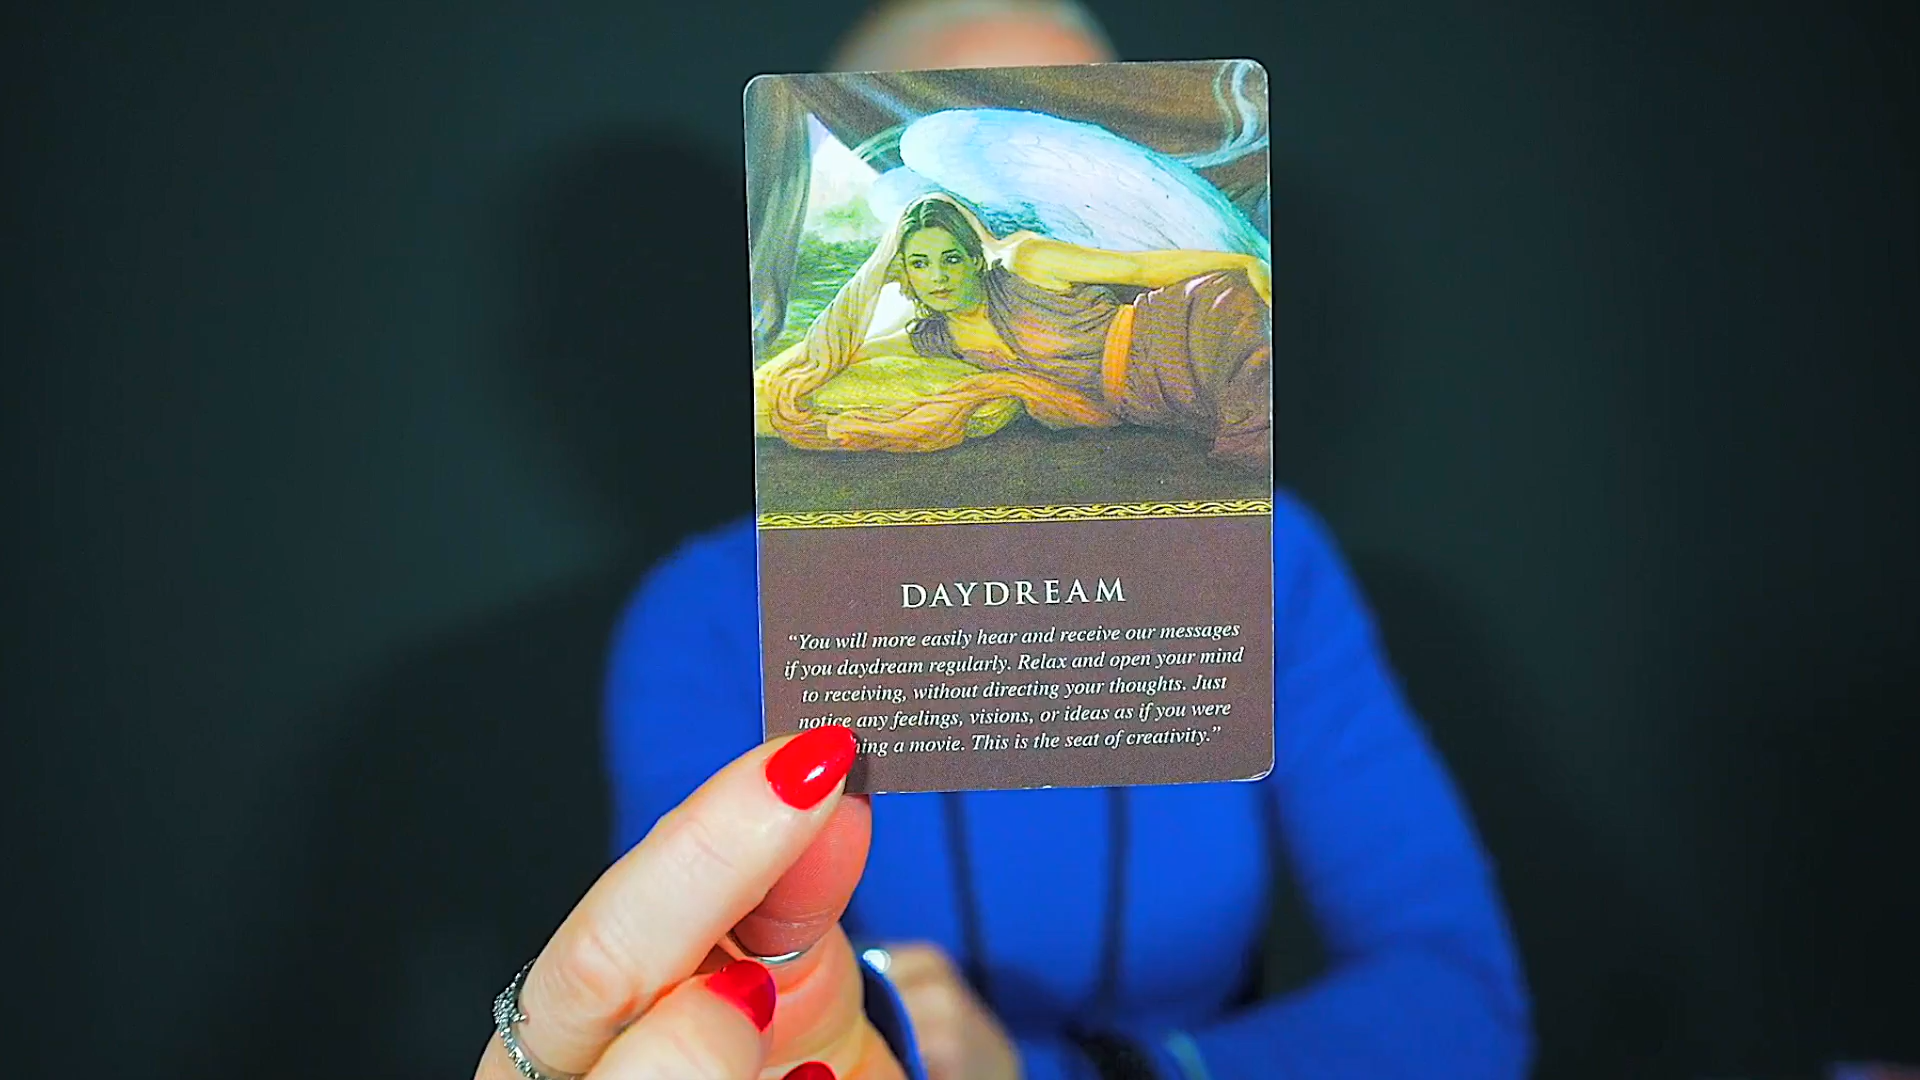 DAYDREAM
“You will more easily hear and receive our messages
if you daydream regularly. Relax and open your mind
to receiving, without directing your thoughts. Just
notice any feelings, visions, or ideas as if you were
a movie. This is the seat of creativity.”